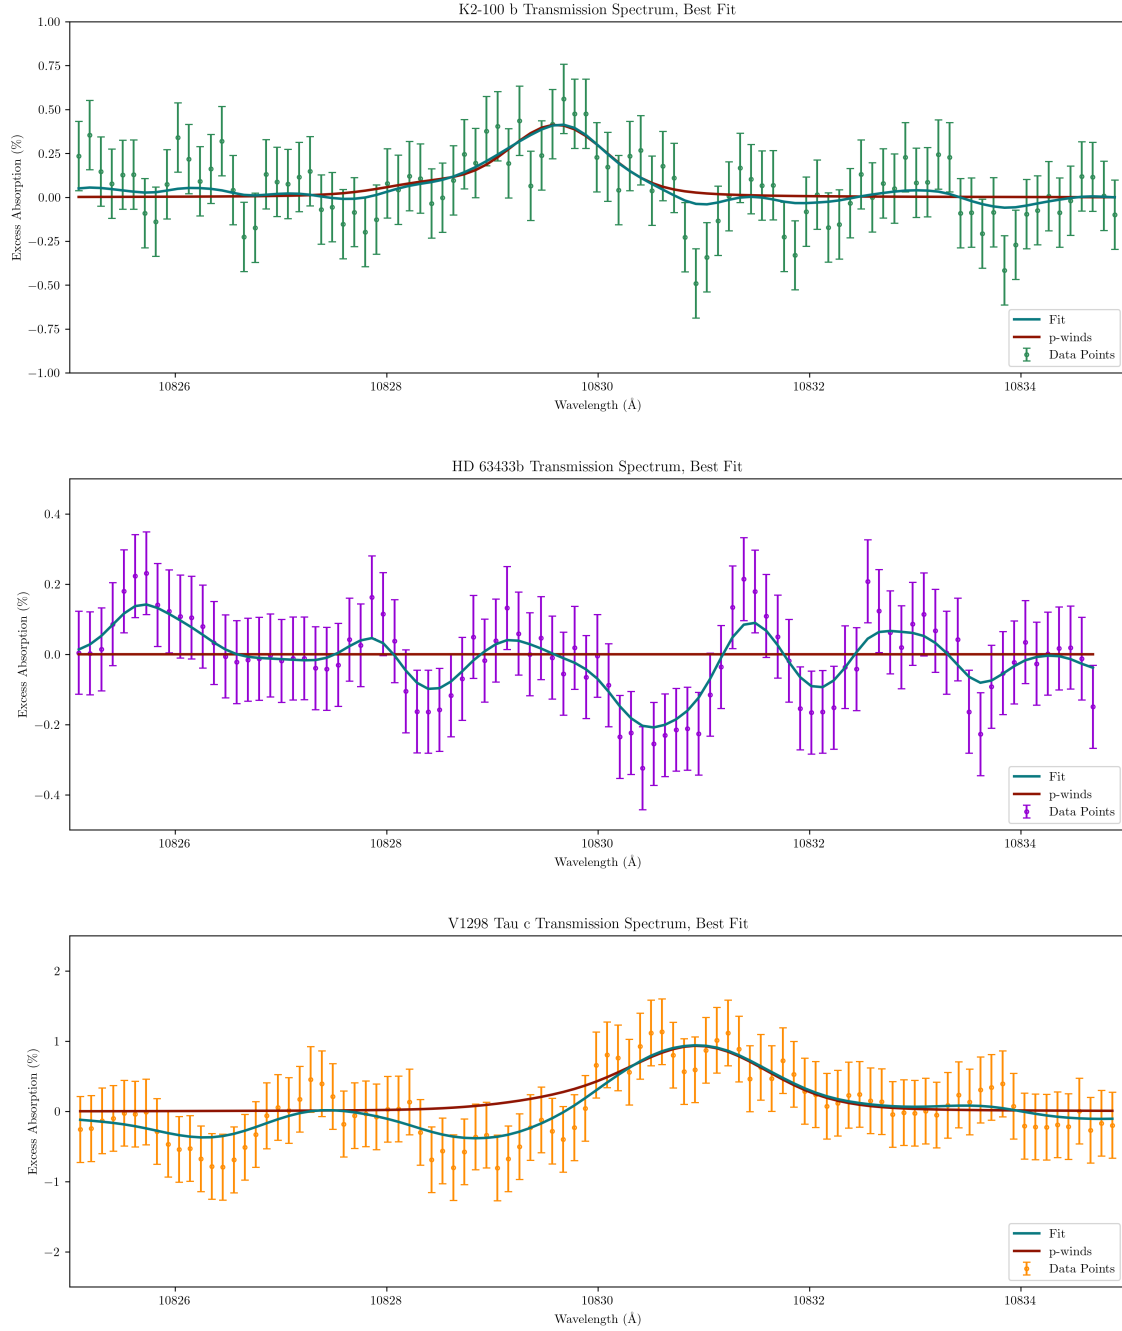 K2-100 b Transmission Spectrum, Best Fit
1.00
0.75
0.50
0.25
0.00
−0.25
−0.50
−0.75
−1.00
Excess Absorption (%)
Fit
p-winds
Data Points
10826
10828
10830
10832
10834
Wavelength (Å)
HD 63433b Transmission Spectrum, Best Fit
0.4
0.2
0.0
−0.2
−0.4
Excess Absorption (%)
Fit
p-winds
Data Points
10826
10828
10830
10832
10834
Wavelength (Å)
V1298 Tau c Transmission Spectrum, Best Fit
2
1
0
−1
−2
Excess Absorption (%)
Fit
p-winds
Data Points
10826
10828
10830
10832
10834
Wavelength (Å)